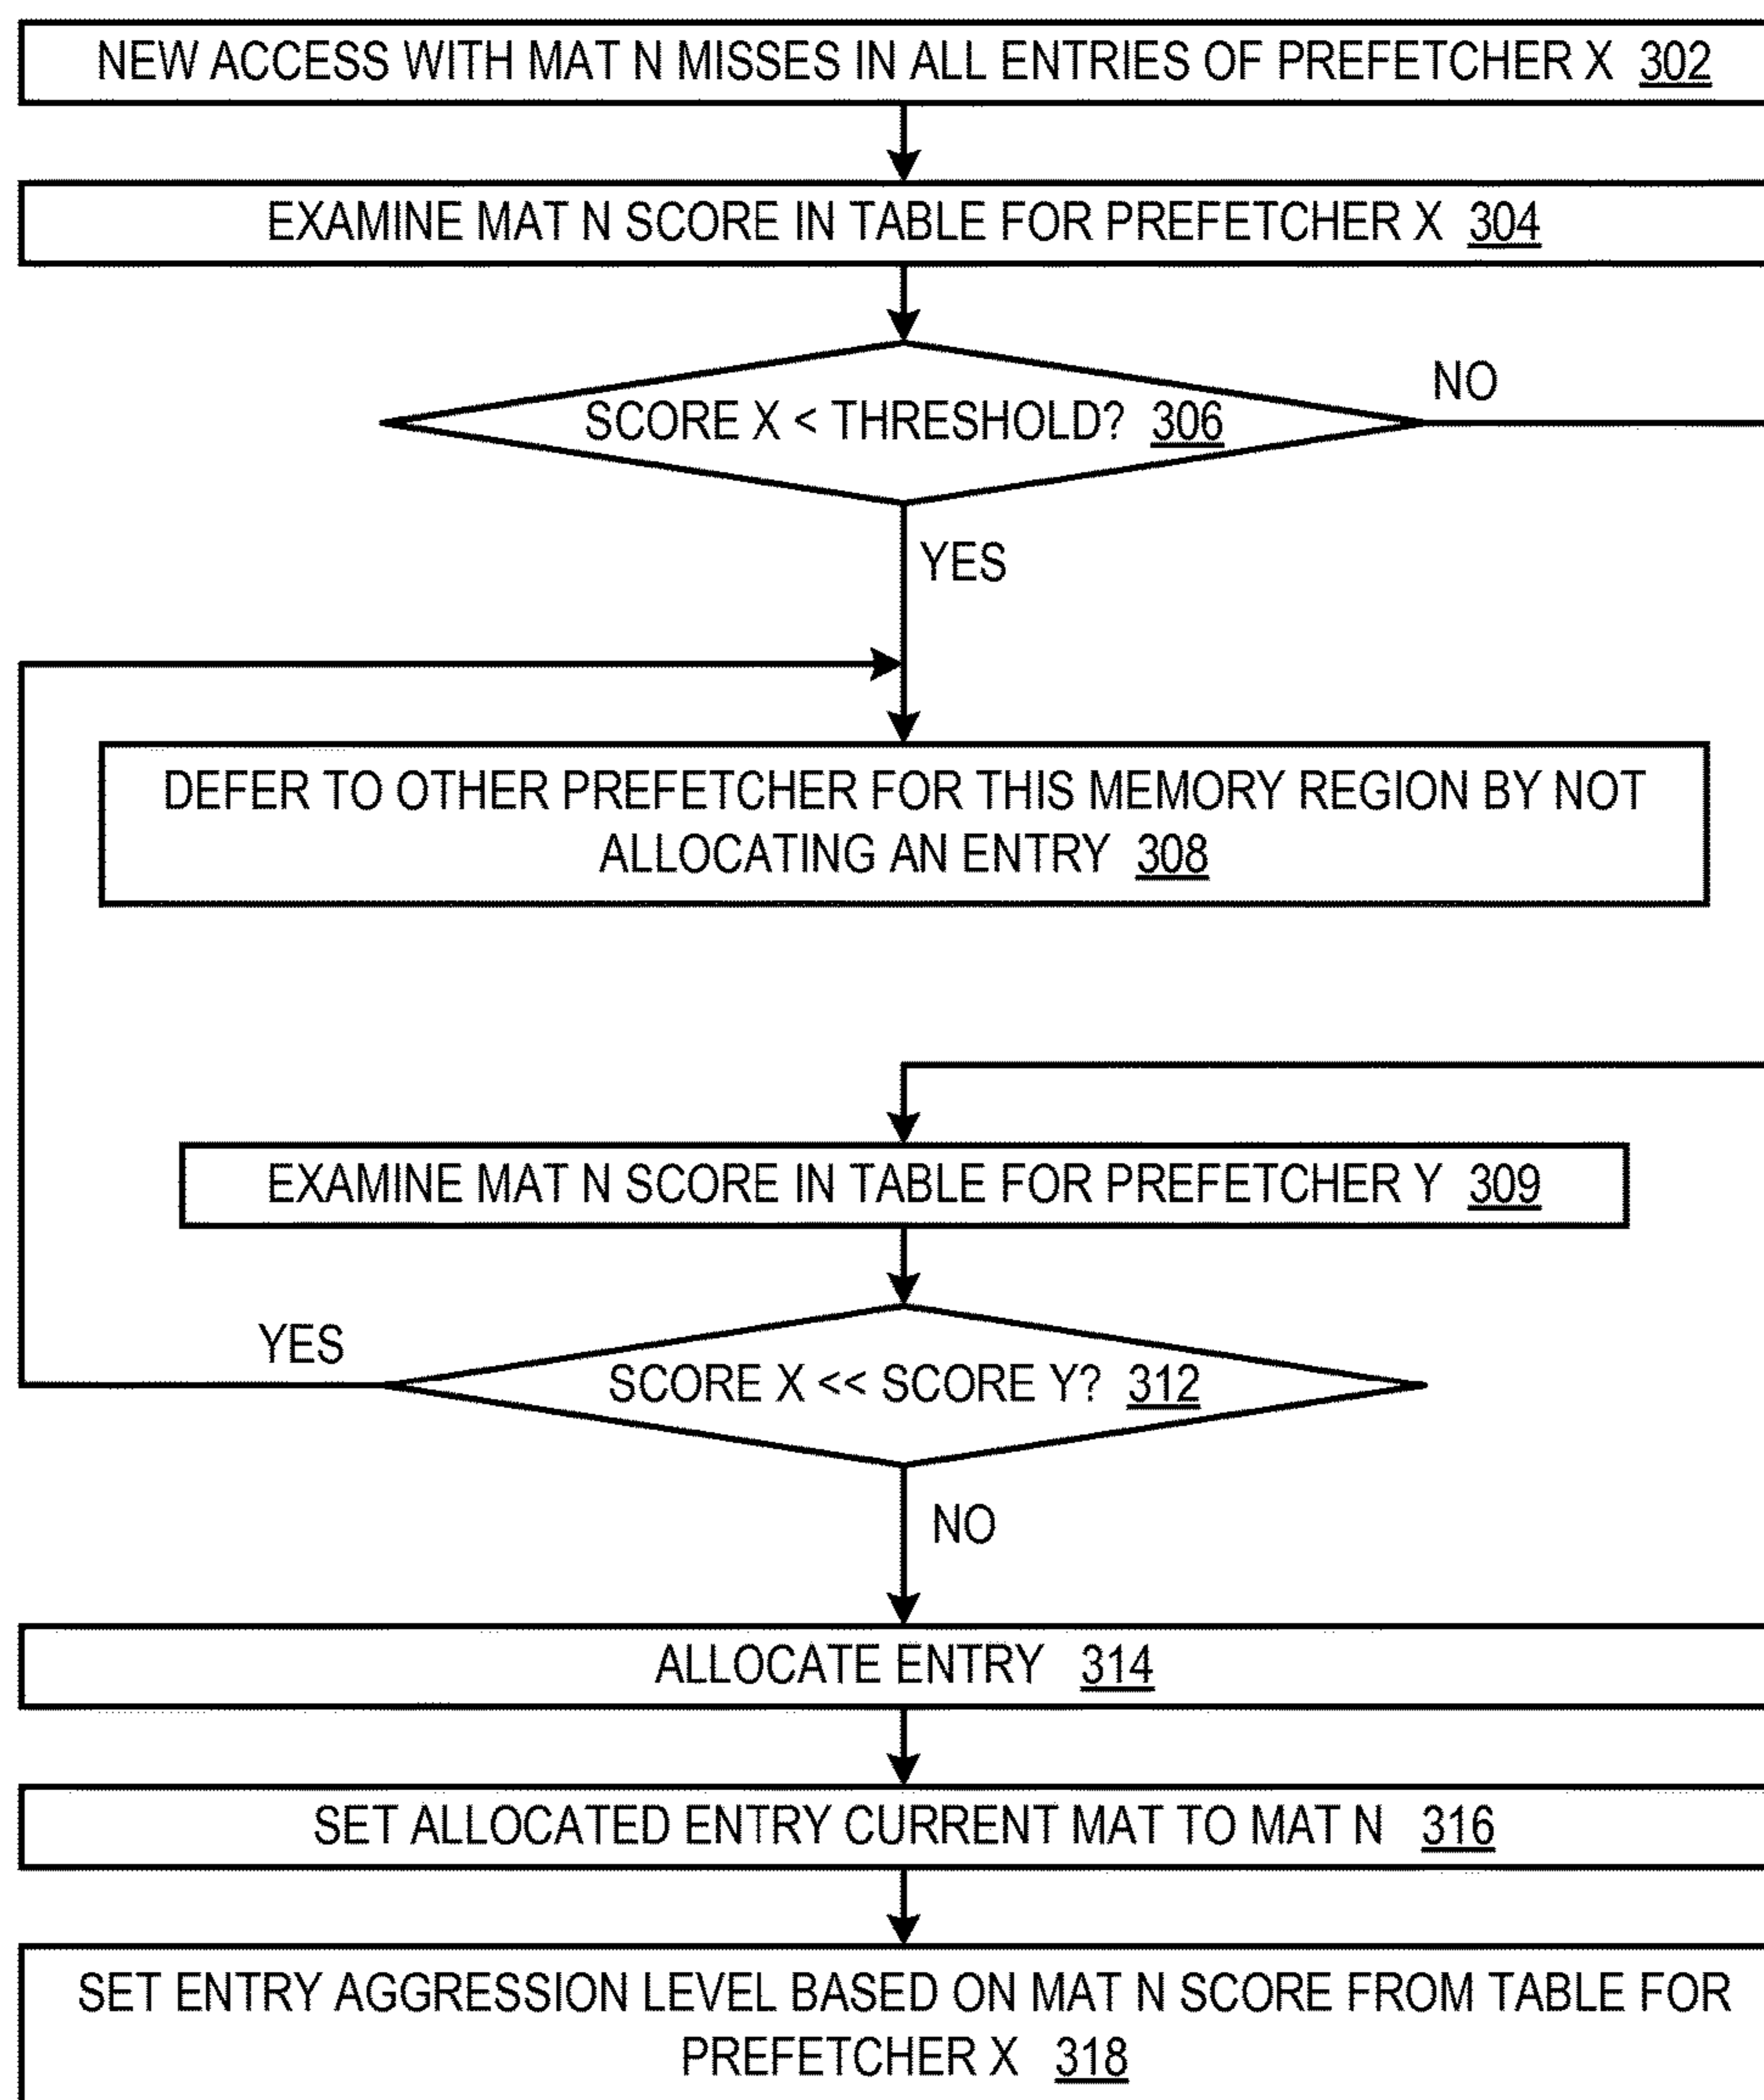 NEW ACCESS WITH MAT N MISSES IN ALL ENTRIES OF PREFETCHER X 302
EXAMINE MAT N SCORE IN TABLE FOR PREFETCHER X 304
SCORE X < THRESHOLD? 306
NO
YES
DEFER TO OTHER PREFETCHER FOR THIS MEMORY REGION BY NOT
ALLOCATING AN ENTRY 308
EXAMINE MAT N SCORE IN TABLE FOR PREFETCHER Y 309
YES
SCORE X << SCORE Y? 312
NO
ALLOCATE ENTRY 314
SET ALLOCATED ENTRY CURRENT MAT TO MAT N 316
SET ENTRY AGGRESSION LEVEL BASED ON MAT N SCORE FROM TABLE FOR
PREFETCHER X 318